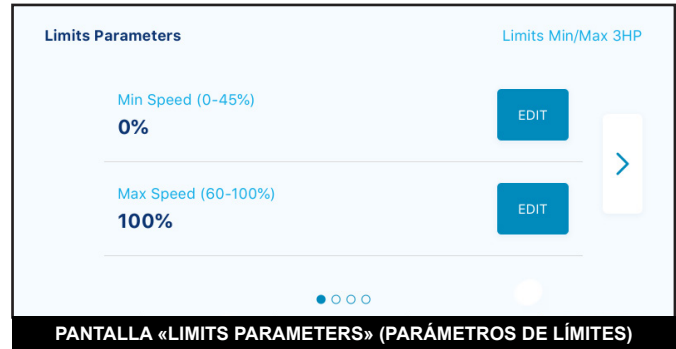 Limits Parameters
Limits Min/Max 3HP
Min Speed (0-45%)
0%
EDIT
Max Speed (60-100%)
100%
EDIT
PANTALLA «LIMITS PARAMETERS» (PARÁMETROS DE LÍMITES)